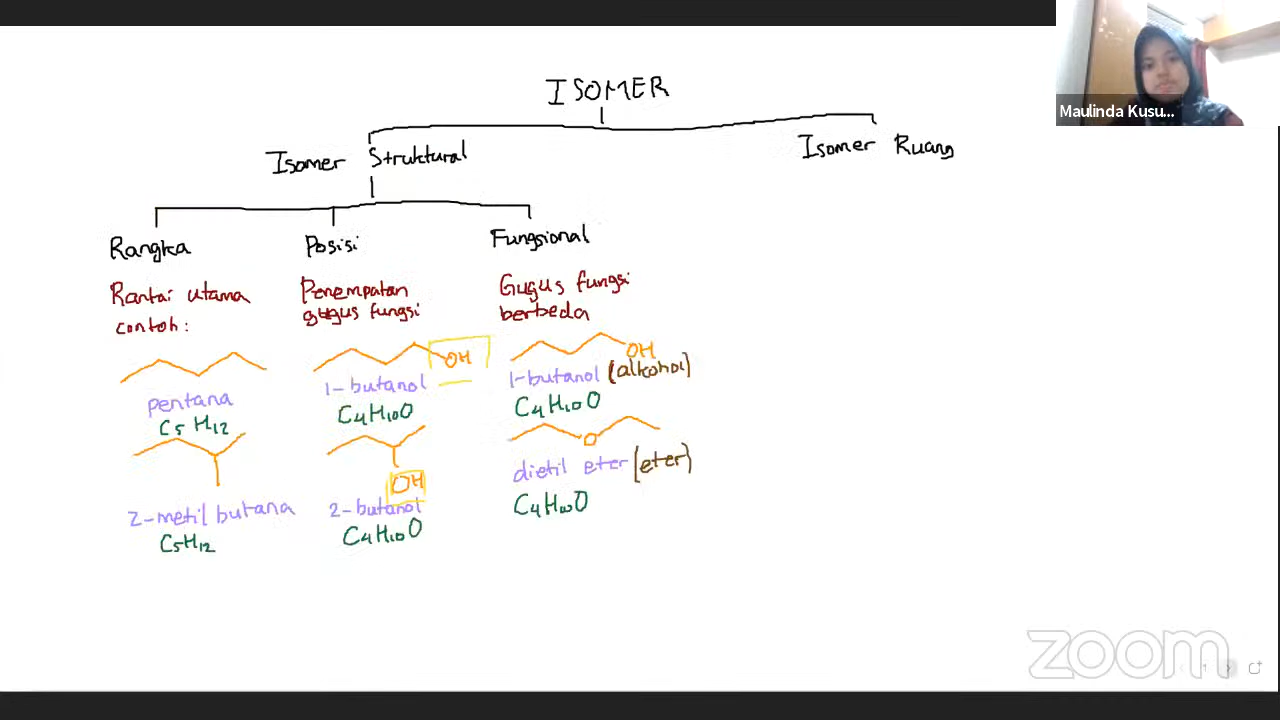 ISOMER
Maulinda Kusu...
Isomer Struktural
Isomer Ruang
Rangka
Posisi
Fungsional
Rantai utama
contoh:
Penempatan
gugus fungsi
Gugus fungsi
berbeda
OH
1-butanol
C4H10O
OH
1-butanol (alkohol)
C4H10O
pentana
C5H12
2-metil butana
C5H12
OH
2-butanol
C4H10O
O
dietil eter (eter)
C4H10O
zoom